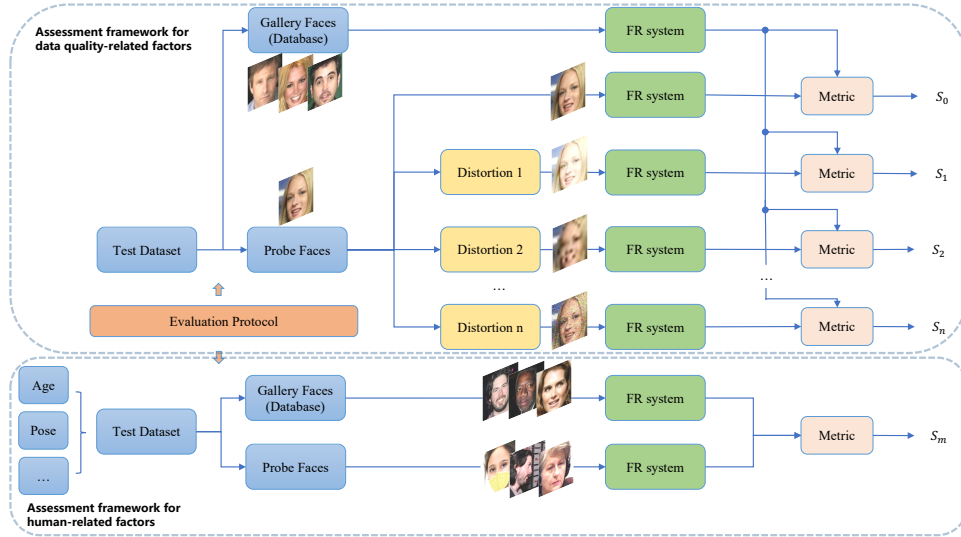 Assessment framework for
data quality-related factors
Gallery Faces
(Database)
FR system
FR system
Metric
S0
Distortion 1
FR system
Metric
S1
Test Dataset
Probe Faces
Distortion 2
FR system
Metric
S2
...
...
Evaluation Protocol
Distortion n
FR system
Metric
Sn
Age
Pose
...
Test Dataset
Gallery Faces
(Database)
FR system
Probe Faces
FR system
Metric
Sm
Assessment framework for
human-related factors